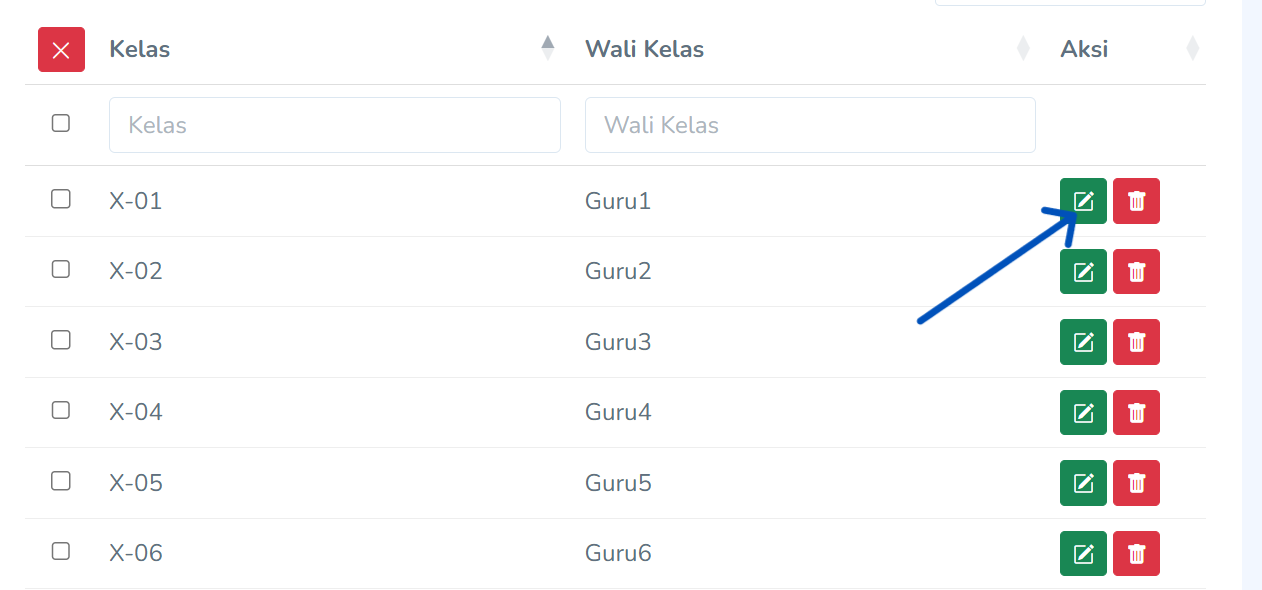 Kelas Wali Kelas Aksi
Kelas Wali Kelas
X-01 Guru1
X-02 Guru2
X-03 Guru3
X-04 Guru4
X-05 Guru5
X-06 Guru6